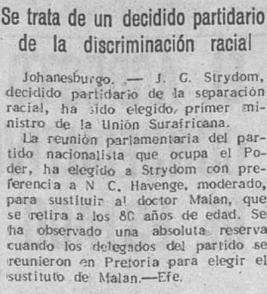 Se trata de un decidido partidario
de la discriminación racial
Johanesburgo. — J. G. Strydom,
decidido partidario de la separación
racial, ha sido elegido, primer mi-
nistro de la Unión Surafricana.
La reunión parlamentaria del par-
tido nacionalista que ocupa el Po-
der, ha elegido a Strydom con pre-
ferencia a N C. Havenge, moderado,
para sustituir al doctor Malan, que
se retira a los 80 años de edad. Se
ha observado una absoluta reserva
cuando los delegados del partido se
reunieron en Pretoria para elegir el
sustituto de Malan.—Efe.